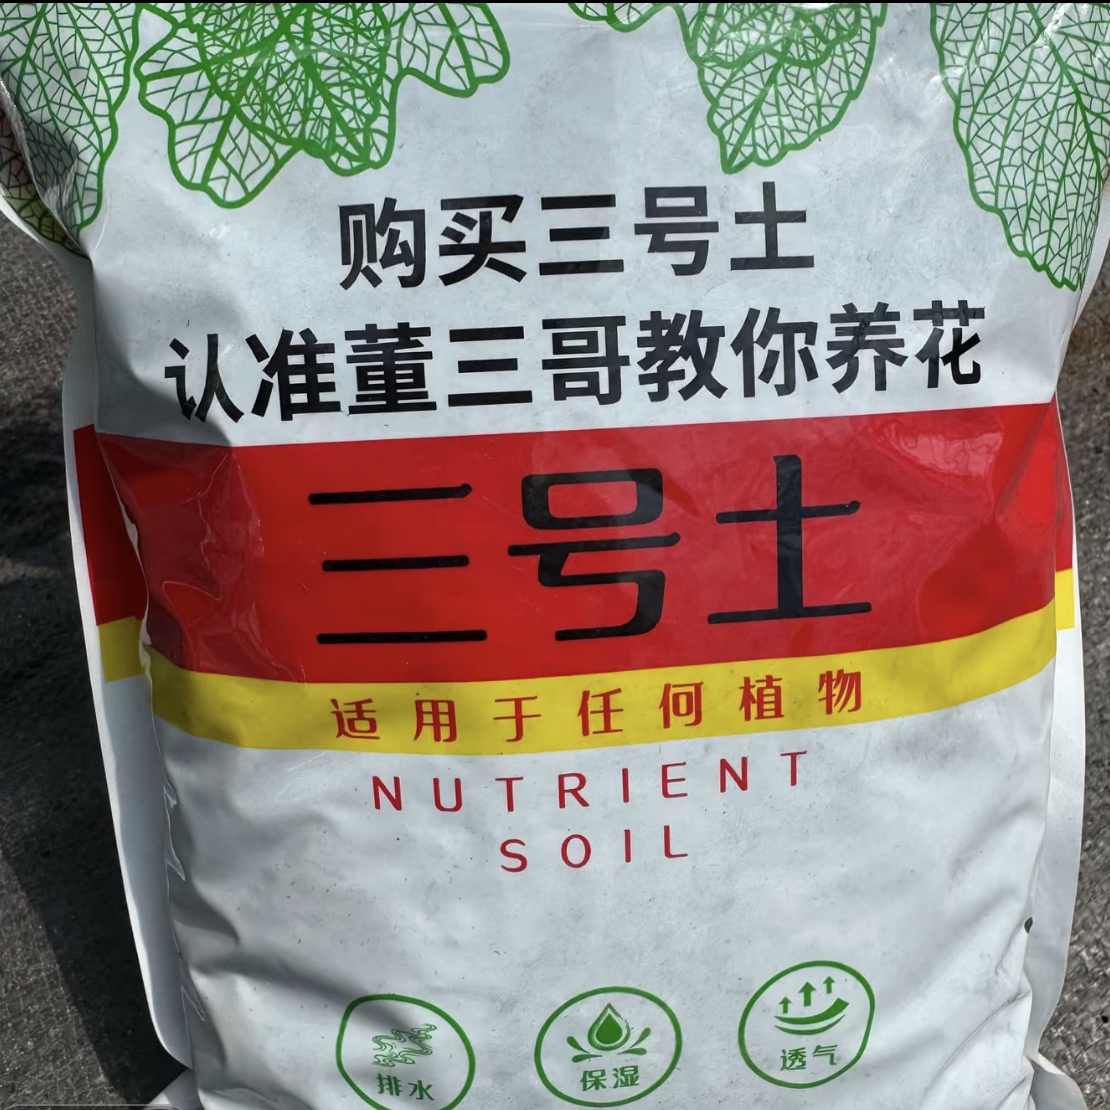 购买三号土
认准董三哥教你养花
三号土
适用于任何植物
NUTRIENT
SOIL
排水
保湿
透气